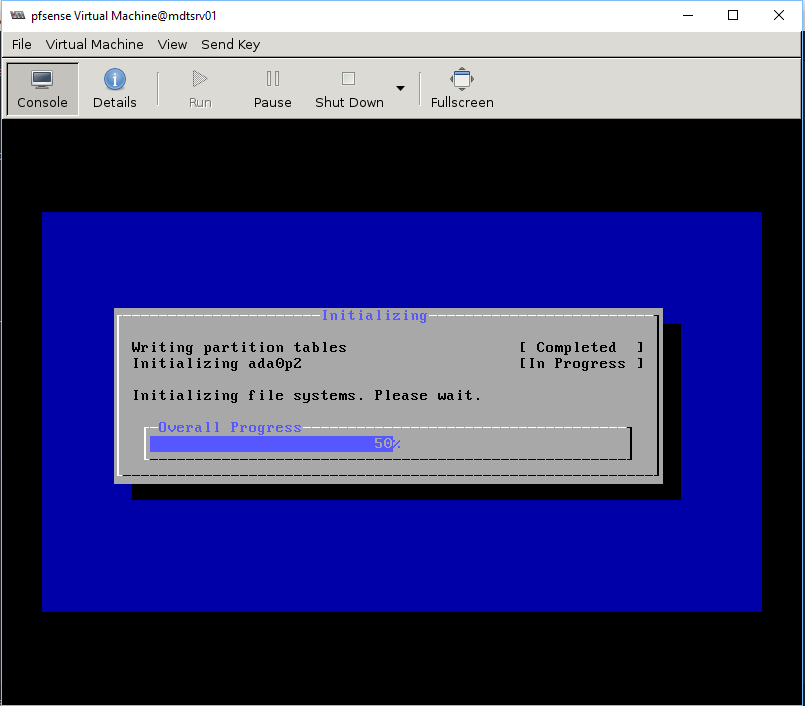 pfsense Virtual Machine@mdtsrv01
File Virtual Machine View Send Key
Console Details Run Pause Shut Down Fullscreen
Initializing
Writing partition tables [ Completed ]
Initializing ada0p2 [In Progress ]
Initializing file systems. Please wait.
Overall Progress
50%